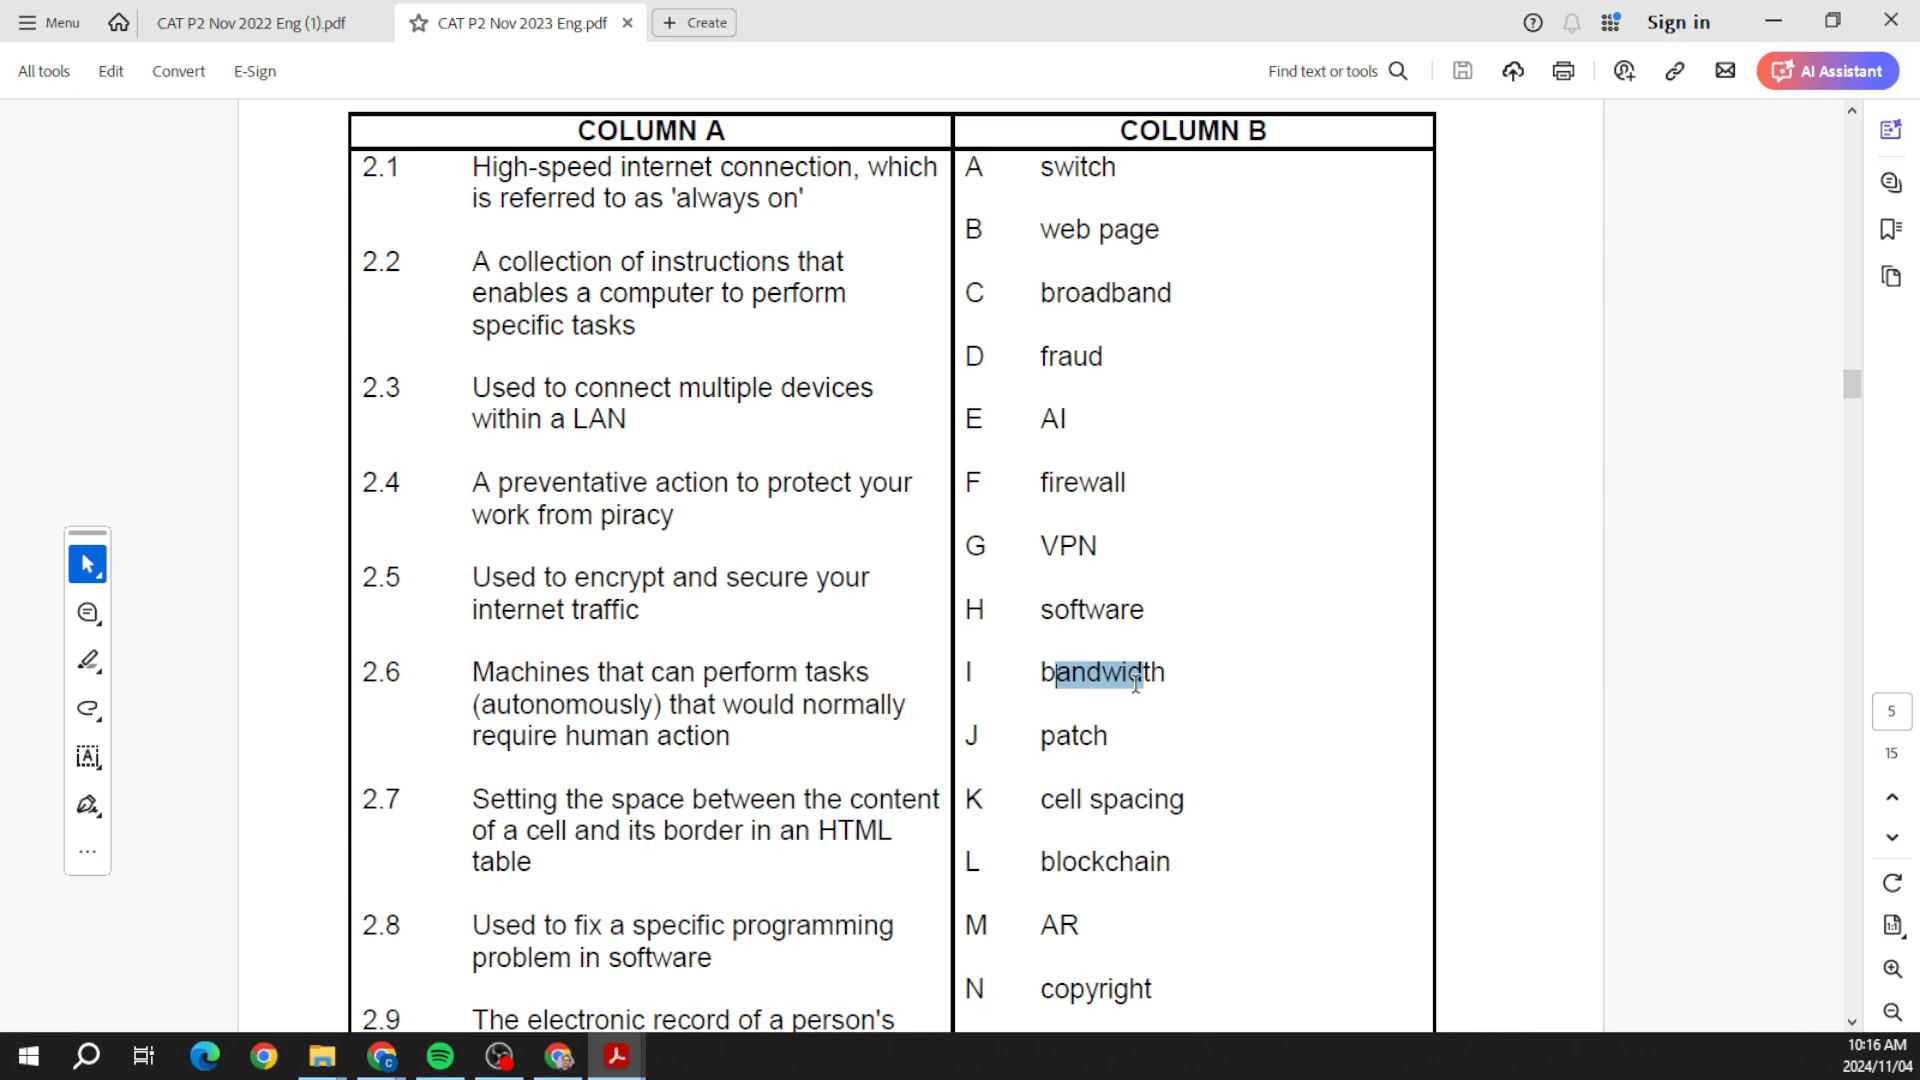 Menu
CAT P2 Nov 2022 Eng (1).pdf
CAT P2 Nov 2023 Eng.pdf
Create
Sign in
All tools
Edit
Convert
E-Sign
Find text or tools
AI Assistant
COLUMN A
COLUMN B
2.1 High-speed internet connection, which
is referred to as 'always on'
2.2 A collection of instructions that
enables a computer to perform
specific tasks
2.3 Used to connect multiple devices
within a LAN
2.4 A preventative action to protect your
work from piracy
2.5 Used to encrypt and secure your
internet traffic
2.6 Machines that can perform tasks
(autonomously) that would normally
require human action
2.7 Setting the space between the content
of a cell and its border in an HTML
table
2.8 Used to fix a specific programming
problem in software
2.9 The electronic record of a person's
A switch
B web page
C broadband
D fraud
E AI
F firewall
G VPN
H software
I bandwidth
J patch
K cell spacing
L blockchain
M AR
N copyright
5
15
10:16 AM
2024/11/04